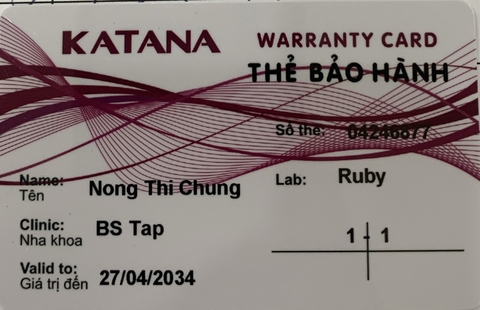 KATANA WARRANTY CARD
THẺ BẢO HÀNH
Số thẻ: 04246877
Name: Nong Thi Chung Lab: Ruby
Tên
Clinic: BS Tap
Nha khoa
1 - 1
Valid to: 27/04/2034
Giá trị đến